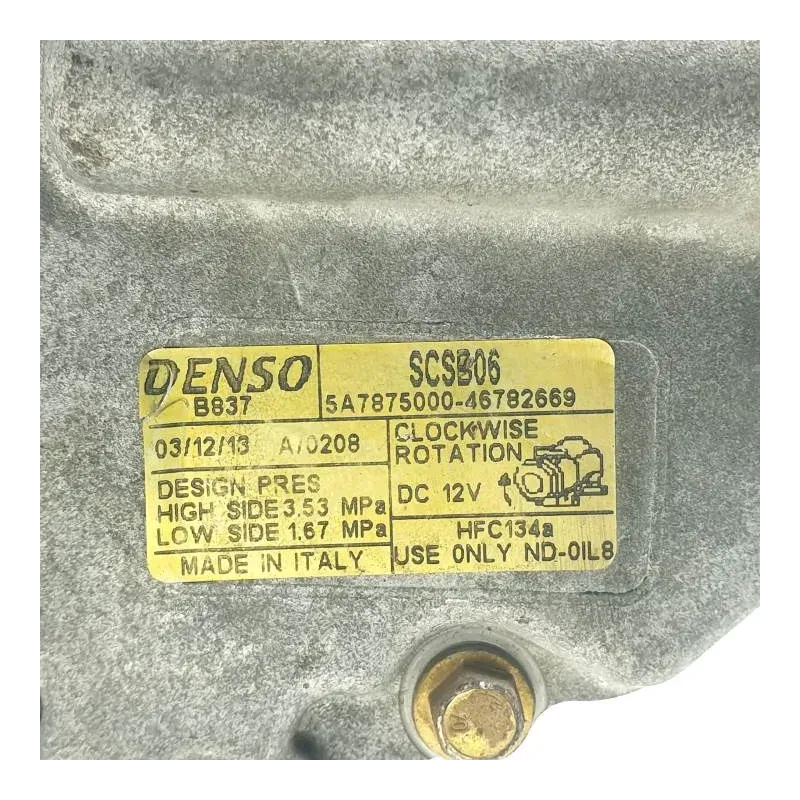 DENSO
B837
SCSB06
5A7875000-46782669
03/12/13 A/0208
CLOCKWISE
ROTATION
DC 12V
DESIGN PRES
HIGH SIDE 3.53 MPa
LOW SIDE 1.67 MPa
MADE IN ITALY
HFC134a
USE ONLY ND-OIL8